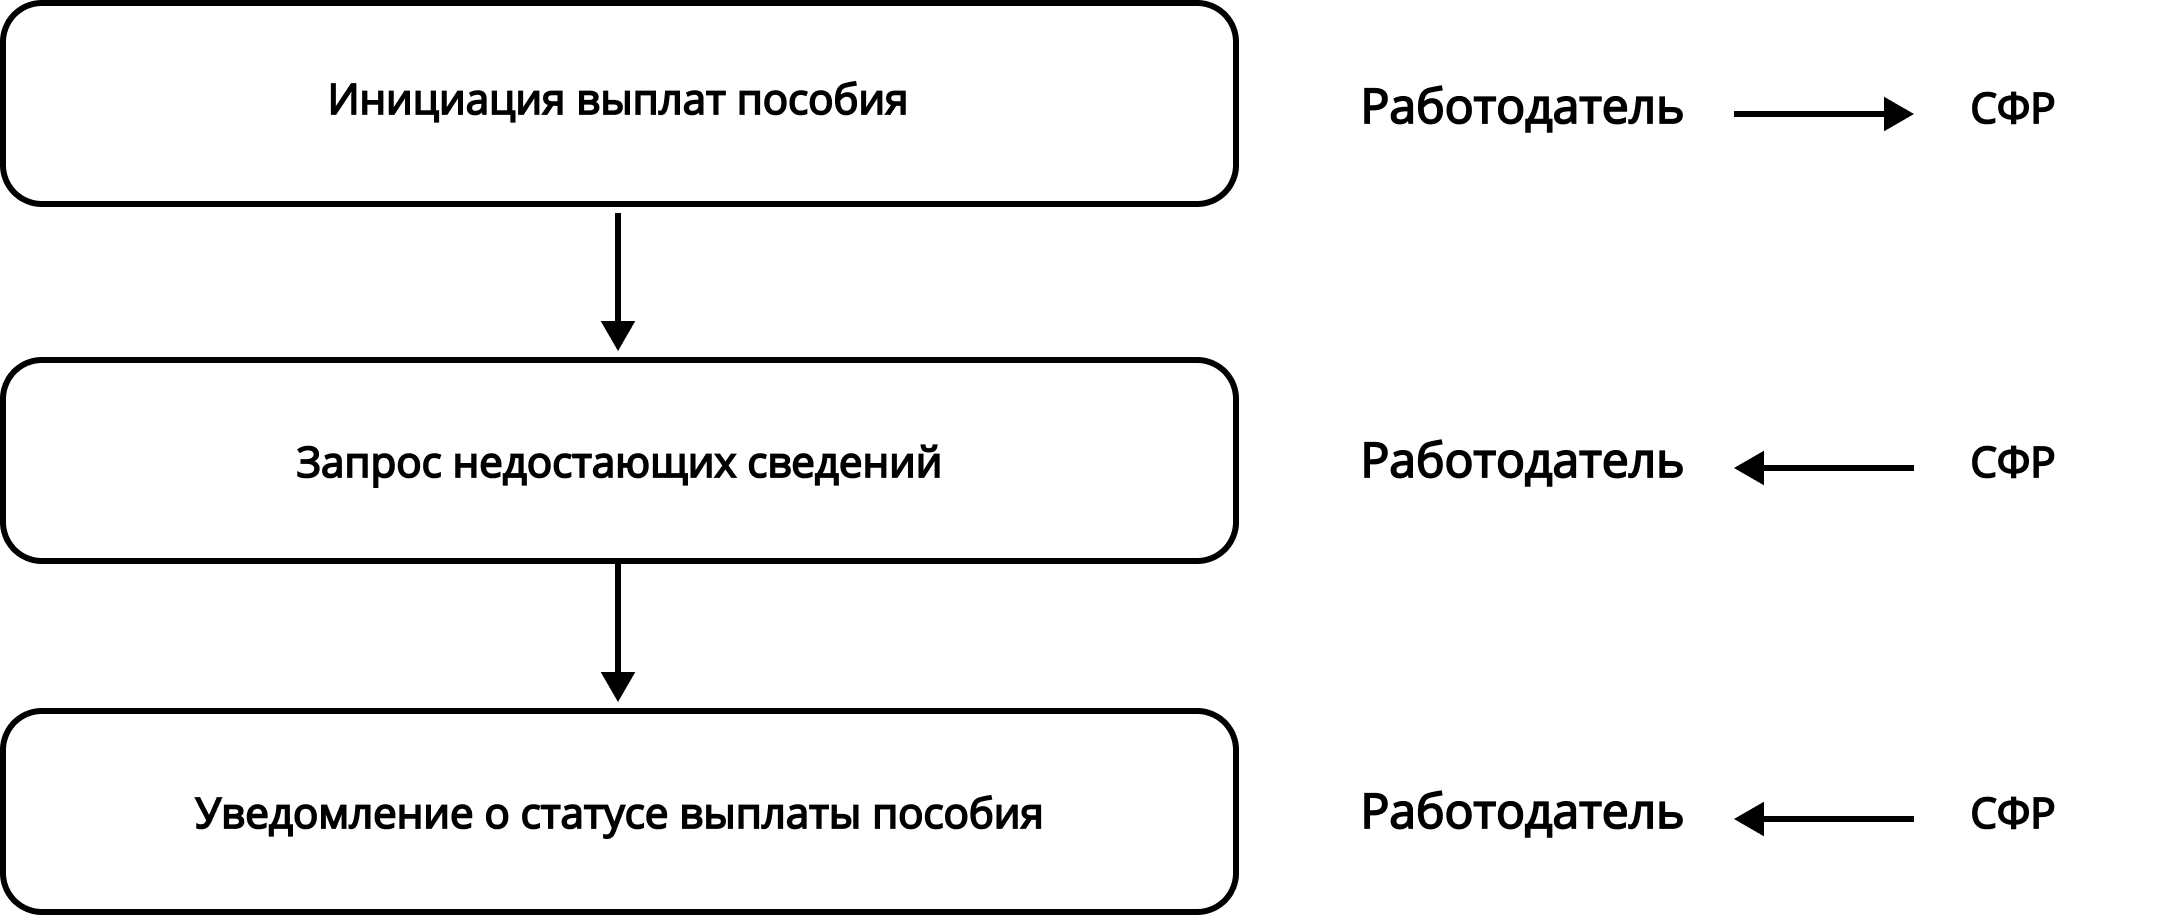 Инициация выплат пособия
Работодатель СФР
Запрос недостающих сведений
Работодатель СФР
Уведомление о статусе выплаты пособия
Работодатель СФР